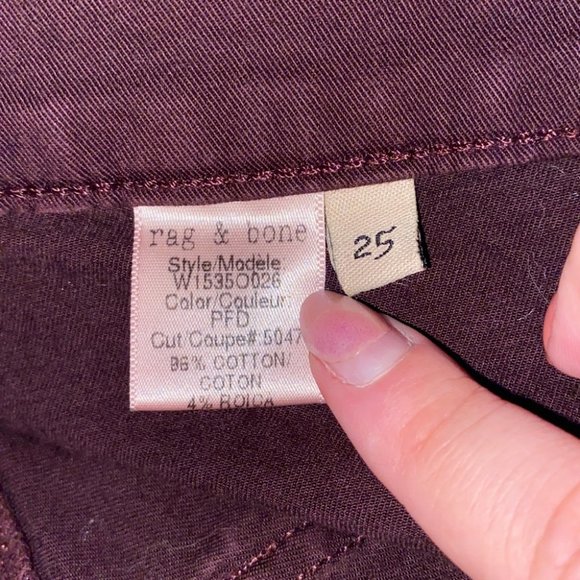 rag & bone
Style/Modele
W1535O026
Color/Couleur:
PFD
Cut/Coupe# 5047
96% COTTON/
COTON
4% ROICA
25